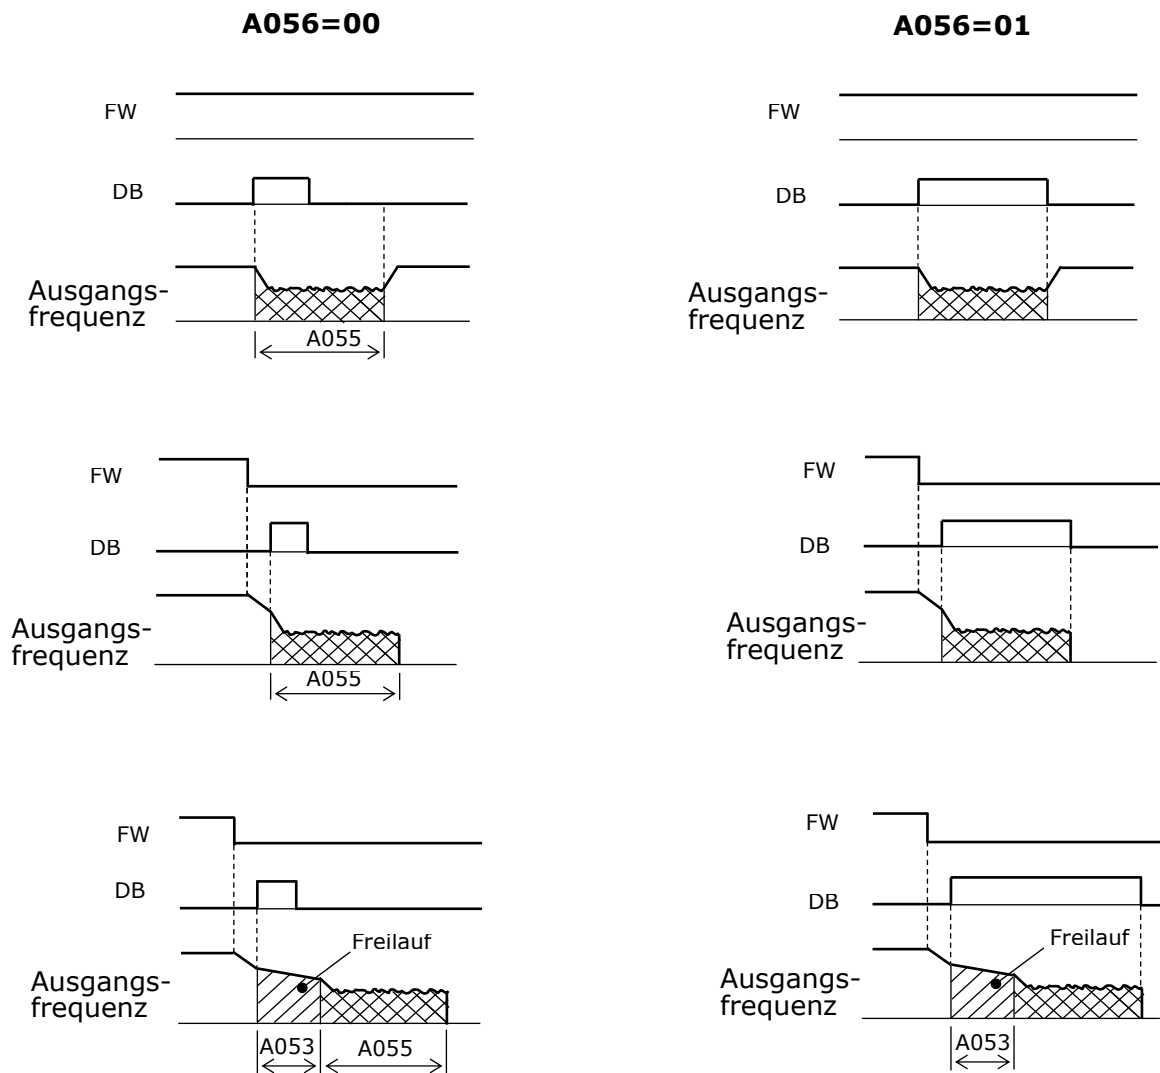 A056=00
A056=01
FW
FW
DB
DB
Ausgangs-
frequenz
Ausgangs-
frequenz
A055
FW
FW
DB
DB
Ausgangs-
frequenz
Ausgangs-
frequenz
A055
FW
FW
DB
DB
Freilauf
Freilauf
Ausgangs-
frequenz
Ausgangs-
frequenz
A053
A055
A053